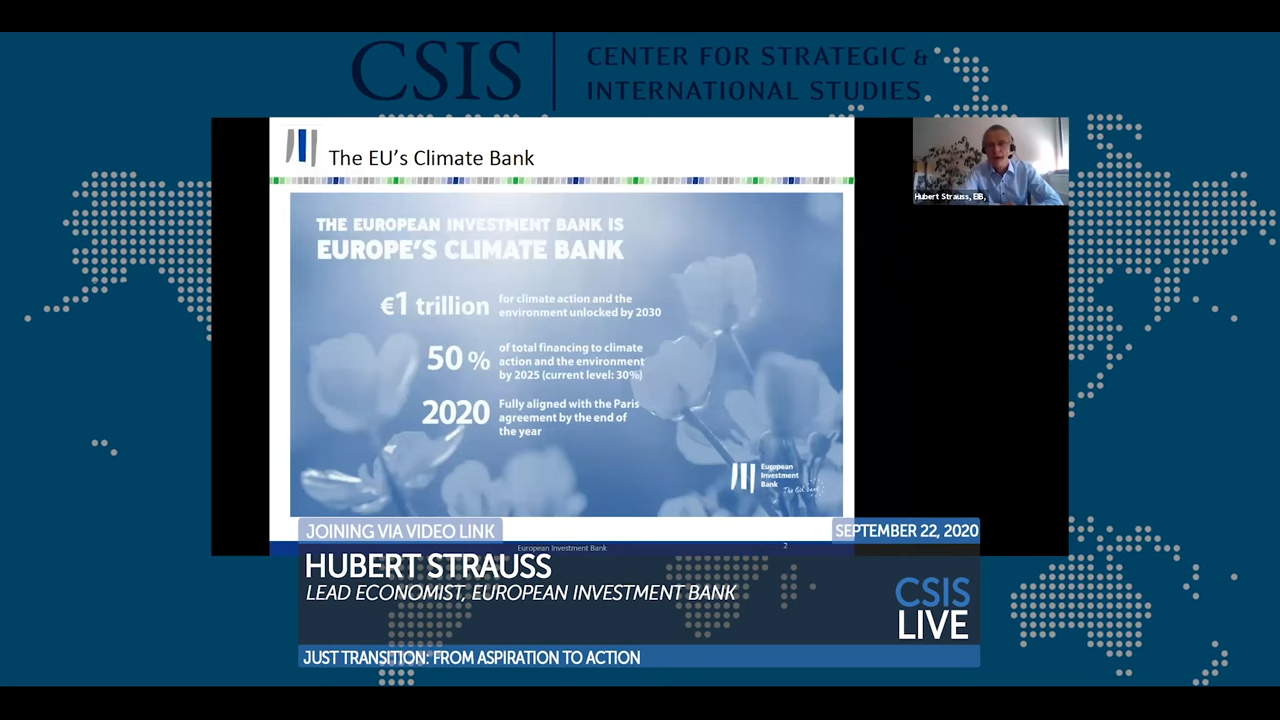 CSIS
CENTER FOR STRATEGIC &
INTERNATIONAL STUDIES
The EU's Climate Bank
THE EUROPEAN INVESTMENT BANK IS
EUROPE'S CLIMATE BANK
€1 trillion
for climate action and the
environment unlocked by 2030
50 %
of total financing to climate
action and the environment
by 2025 (current level: 30%)
2020
Fully aligned with the Paris
agreement by the end of
the year
European
Investment
Bank
The EU bank
European Investment Bank
2
Hubert Strauss, EIB,
JOINING VIA VIDEO LINK
SEPTEMBER 22, 2020
HUBERT STRAUSS
LEAD ECONOMIST, EUROPEAN INVESTMENT BANK
CSIS
LIVE
JUST TRANSITION: FROM ASPIRATION TO ACTION